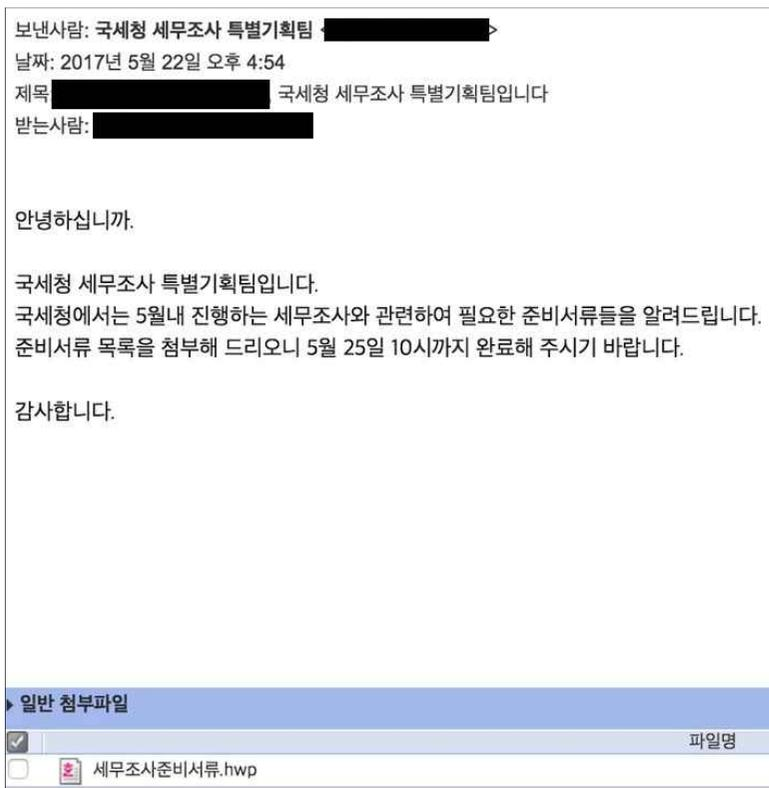 보낸사람: 국세청 세무조사 특별기획팀 < >
날짜: 2017년 5월 22일 오후 4:54
제목 , 국세청 세무조사 특별기획팀입니다
받는사람:
안녕하십니까.
국세청 세무조사 특별기획팀입니다.
국세청에서는 5월내 진행하는 세무조사와 관련하여 필요한 준비서류들을 알려드립니다.
준비서류 목록을 첨부해 드리오니 5월 25일 10시까지 완료해 주시기 바랍니다.
감사합니다.
일반 첨부파일
파일명
세무조사준비서류.hwp